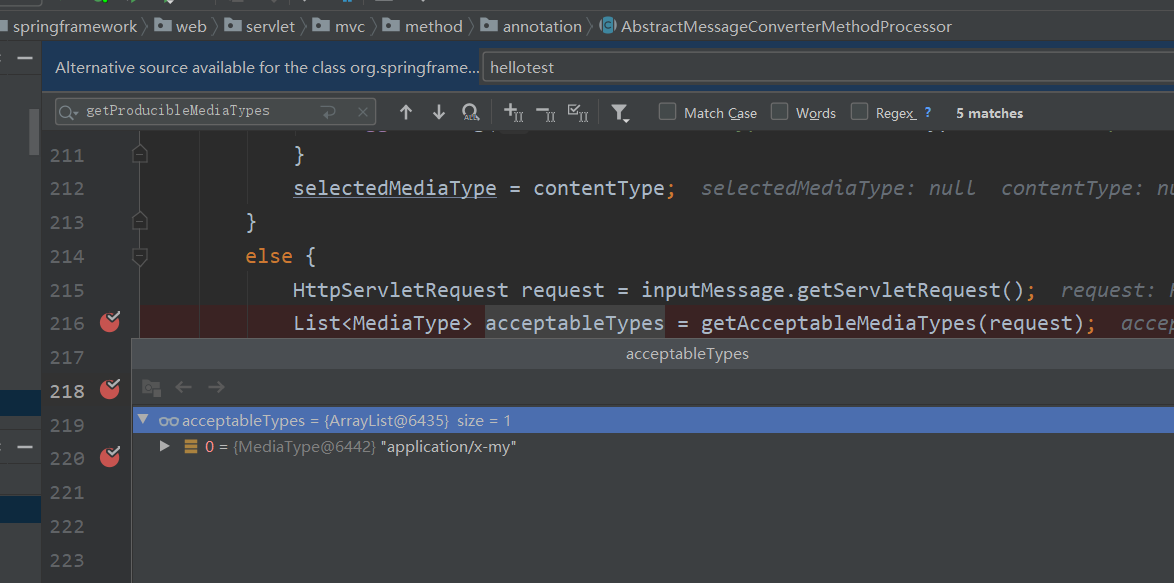 springframework web servlet mvc method annotation AbstractMessageConverterMethodProcessor
Alternative source available for the class org.springframe... hellotest
getProducibleMediaTypes Match Case Words Regex ? 5 matches
211 }
212 selectedMediaType = contentType; selectedMediaType: null contentType:
213 }
214 else {
215 HttpServletRequest request = inputMessage.getServletRequest(); request:
216 List<MediaType> acceptableTypes = getAcceptableMediaTypes(request);
217 acceptableTypes
218
219 acceptableTypes = {ArrayList@6435} size = 1
0 = {MediaType@6442} "application/x-my"
220
221
222
223